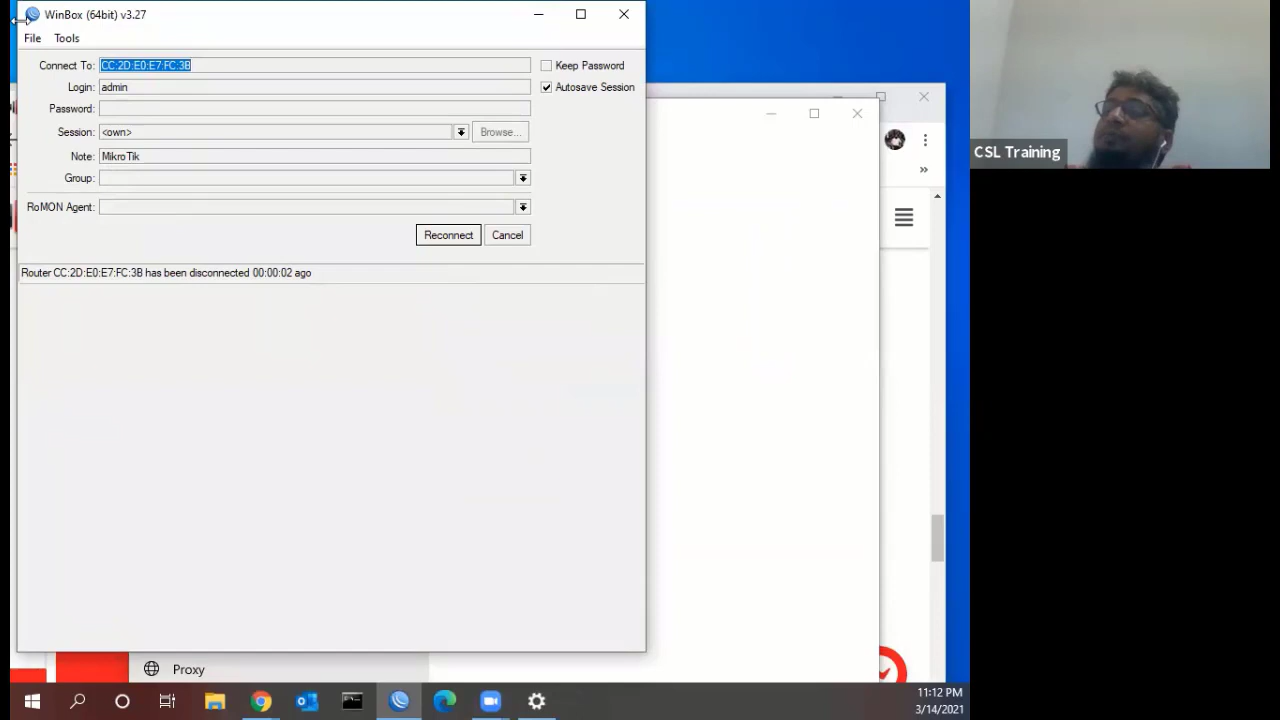 WinBox (64bit) v3.27
File Tools
Connect To: CC:2D:E0:E7:FC:3B Keep Password
Login: admin Autosave Session
Password:
Session: <own> Browse...
Note: MikroTik
Group:
RoMON Agent:
Reconnect Cancel
Router CC:2D:E0:E7:FC:3B has been disconnected 00:00:02 ago
CSL Training
Proxy
11:12 PM
3/14/2021